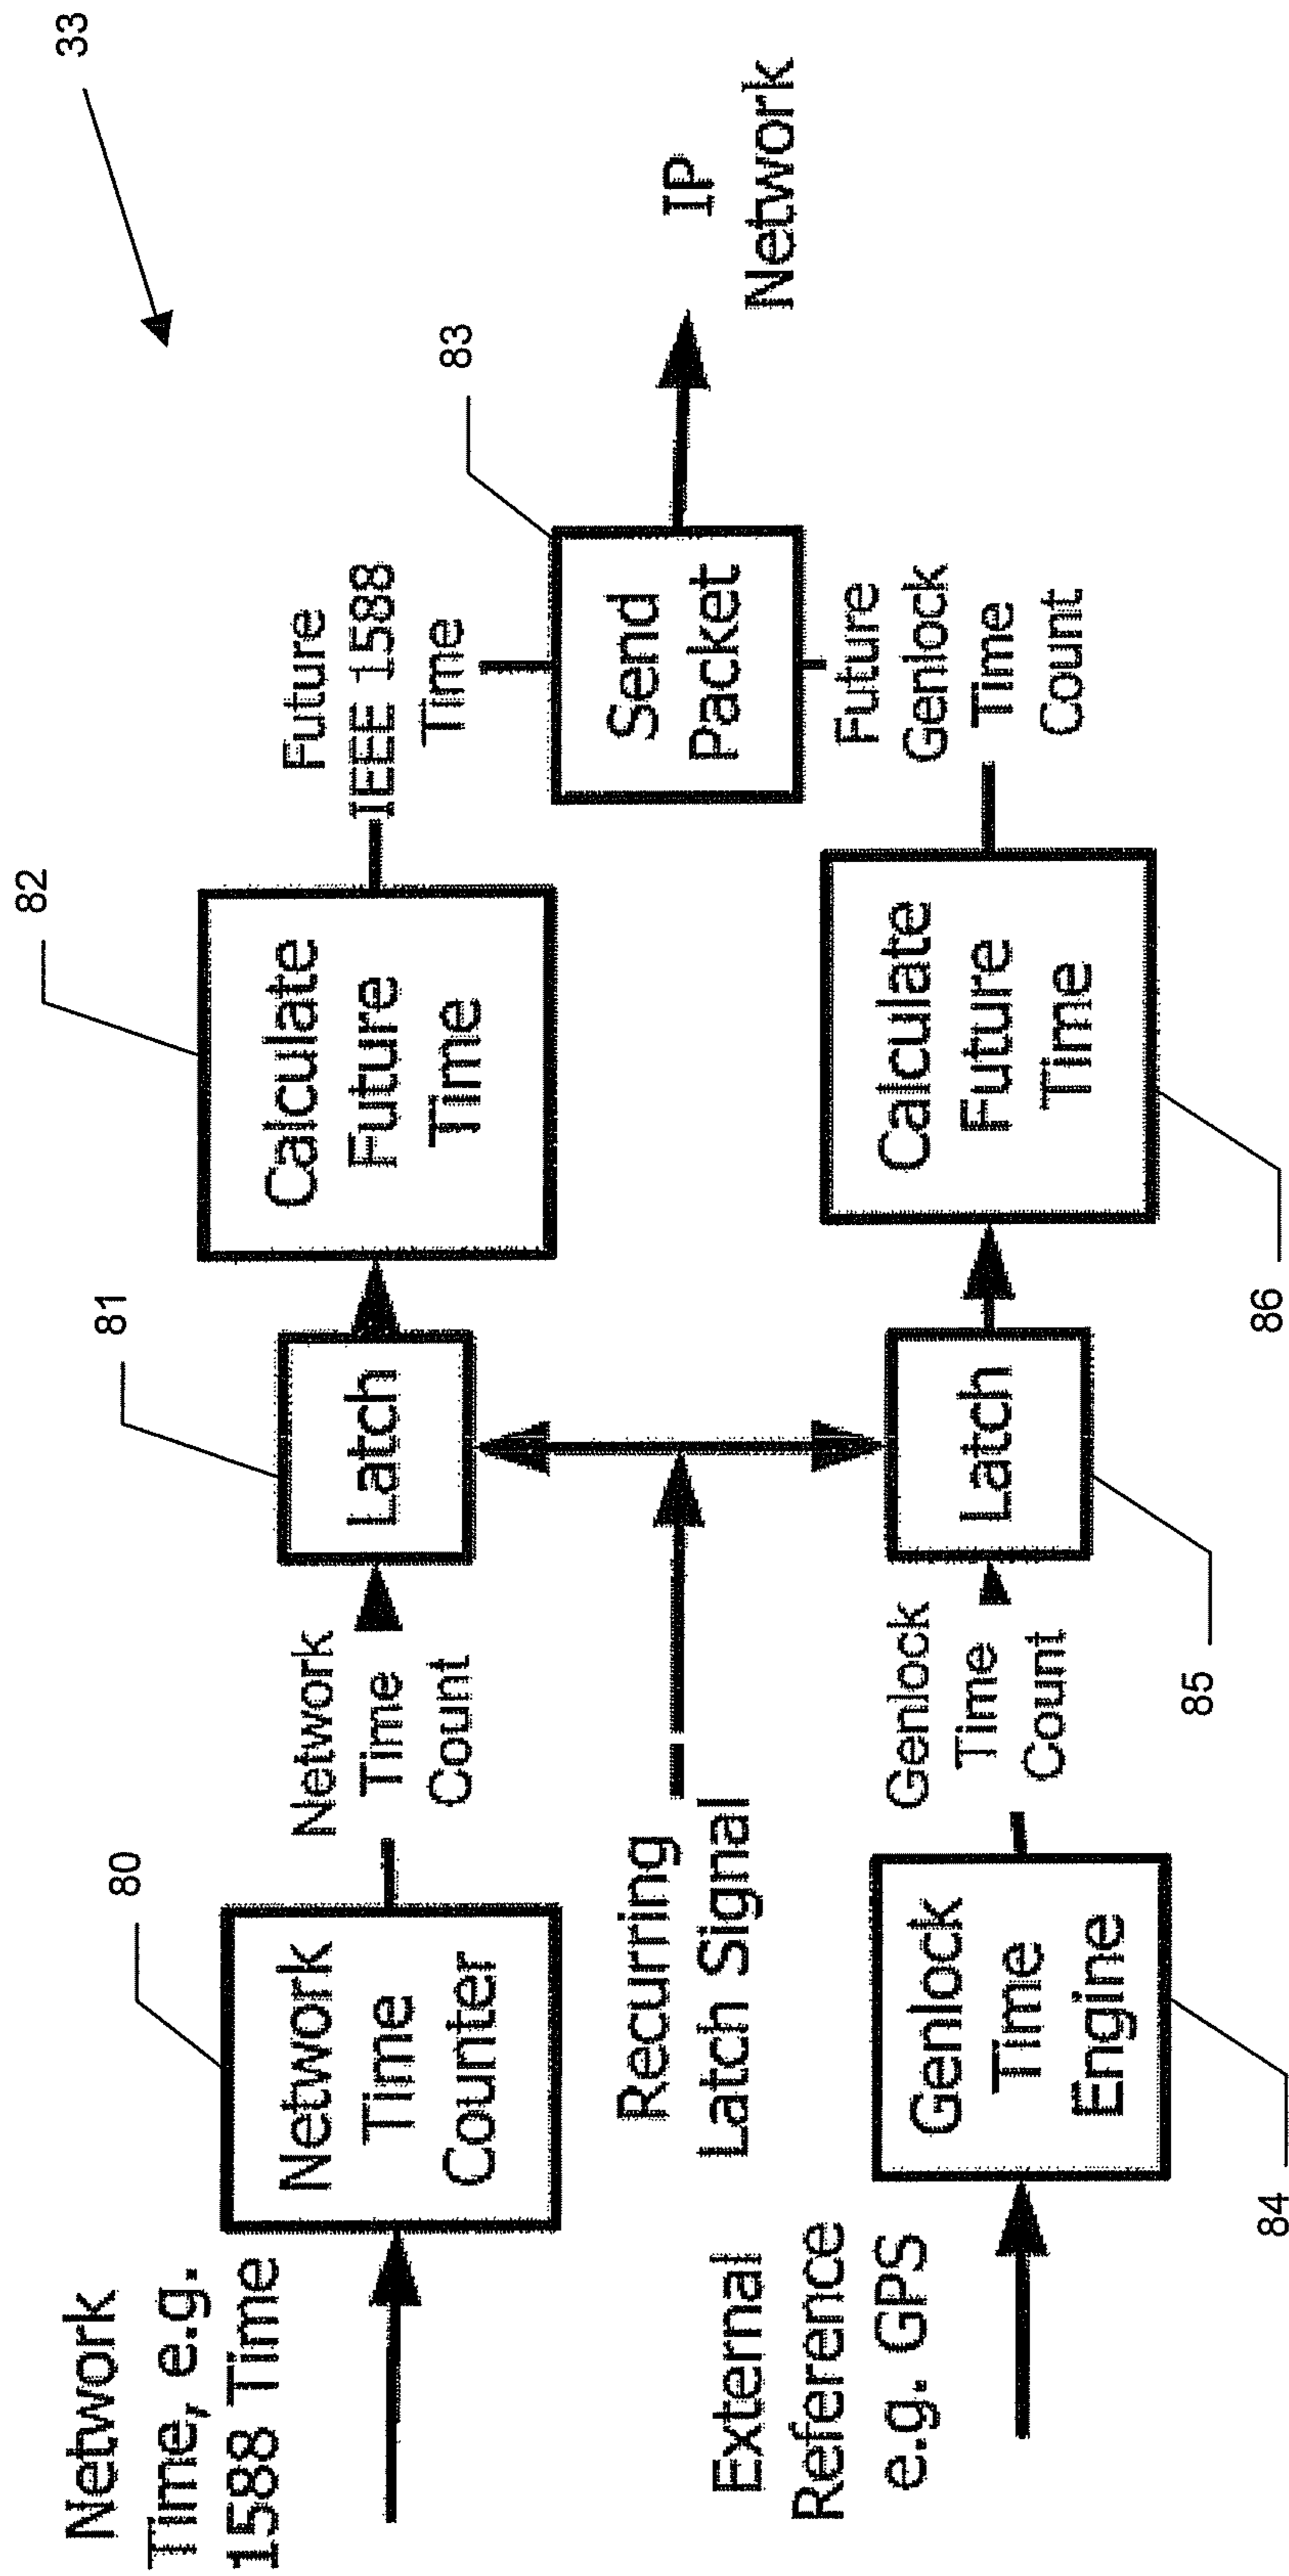 33
Network
Time, e.g.
1588 Time
80
Network
Time
Counter
Network
Time
Count
81
Latch
82
Calculate
Future
Time
Future
IEEE 1588
Time
83
Send
Packet
IP
Network
Recurring
Latch Signal
External
Reference
e.g. GPS
Genlock
Time
Engine
84
Genlock
Time
Count
Latch
85
Calculate
Future
Time
86
Future
Genlock
Time
Count